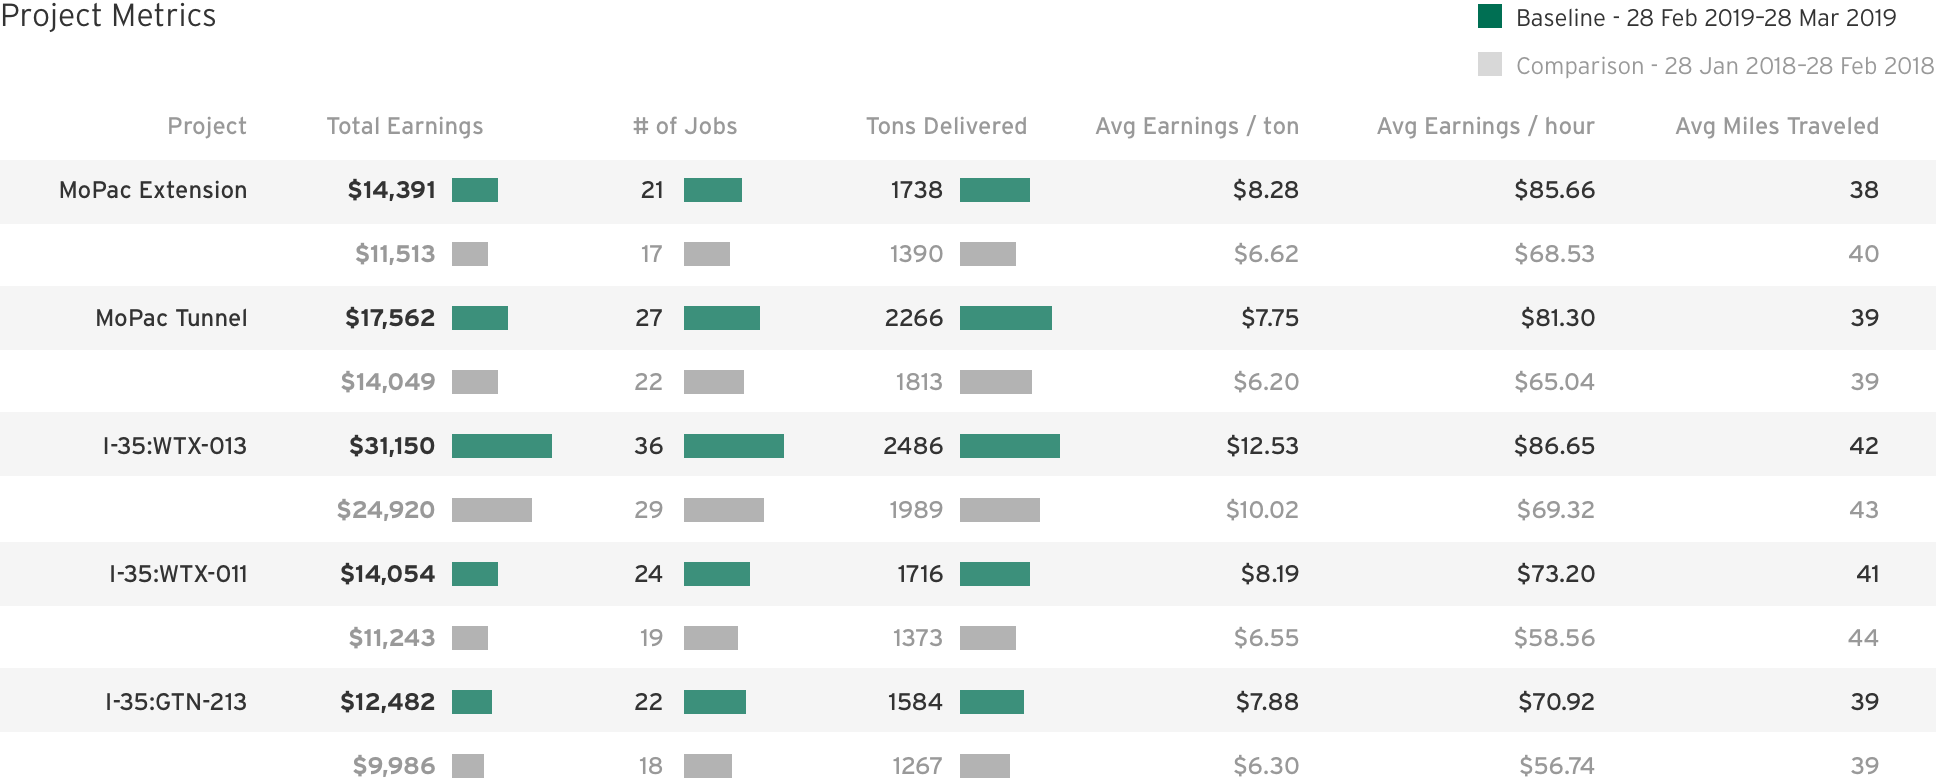 Project Metrics
Baseline - 28 Feb 2019–28 Mar 2019
Comparison - 28 Jan 2018–28 Feb 2018
Project Total Earnings # of Jobs Tons Delivered Avg Earnings / ton Avg Earnings / hour Avg Miles Traveled
MoPac Extension $14,391 21 1738 $8.28 $85.66 38
$11,513 17 1390 $6.62 $68.53 40
MoPac Tunnel $17,562 27 2266 $7.75 $81.30 39
$14,049 22 1813 $6.20 $65.04 39
I-35:WTX-013 $31,150 36 2486 $12.53 $86.65 42
$24,920 29 1989 $10.02 $69.32 43
I-35:WTX-011 $14,054 24 1716 $8.19 $73.20 41
$11,243 19 1373 $6.55 $58.56 44
I-35:GTN-213 $12,482 22 1584 $7.88 $70.92 39
$9,986 18 1267 $6.30 $56.74 39